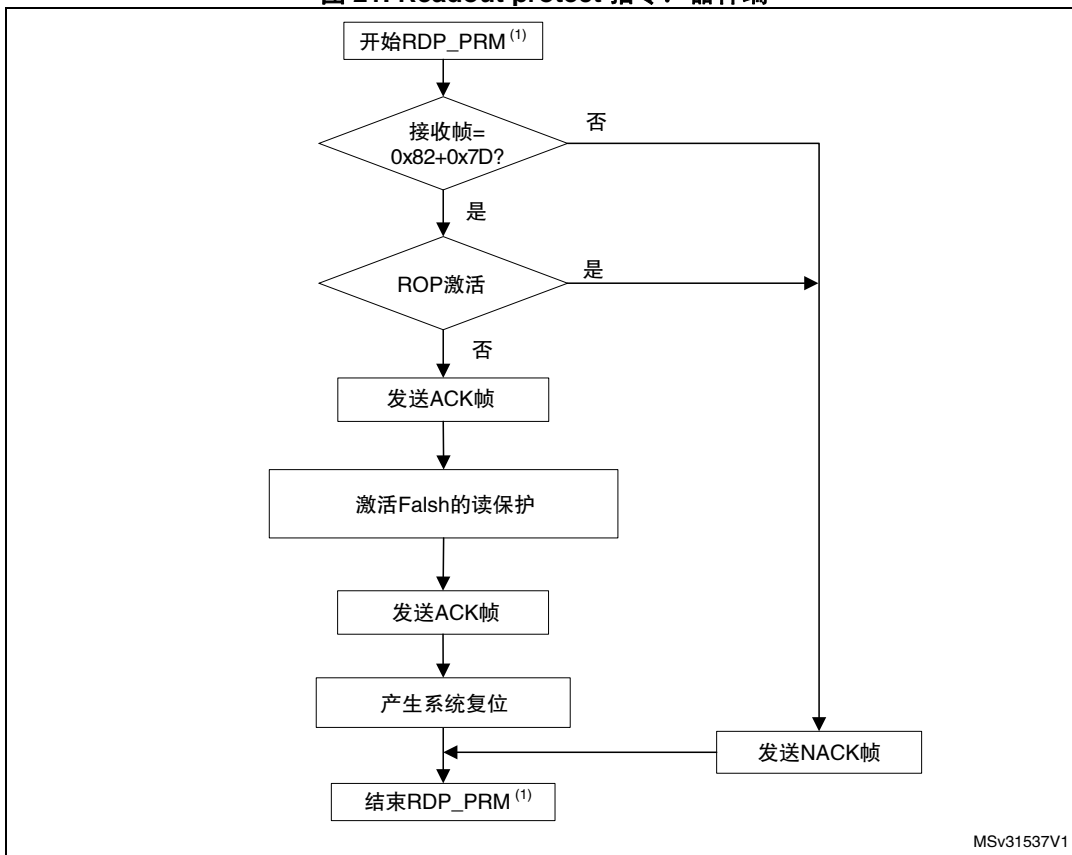 开始RDP_PRM (1)
接收帧=
0x82+0x7D?
否
是
ROP激活
是
否
发送ACK帧
激活Falsh的读保护
发送ACK帧
产生系统复位
发送NACK帧
结束RDP_PRM (1)
MSv31537V1